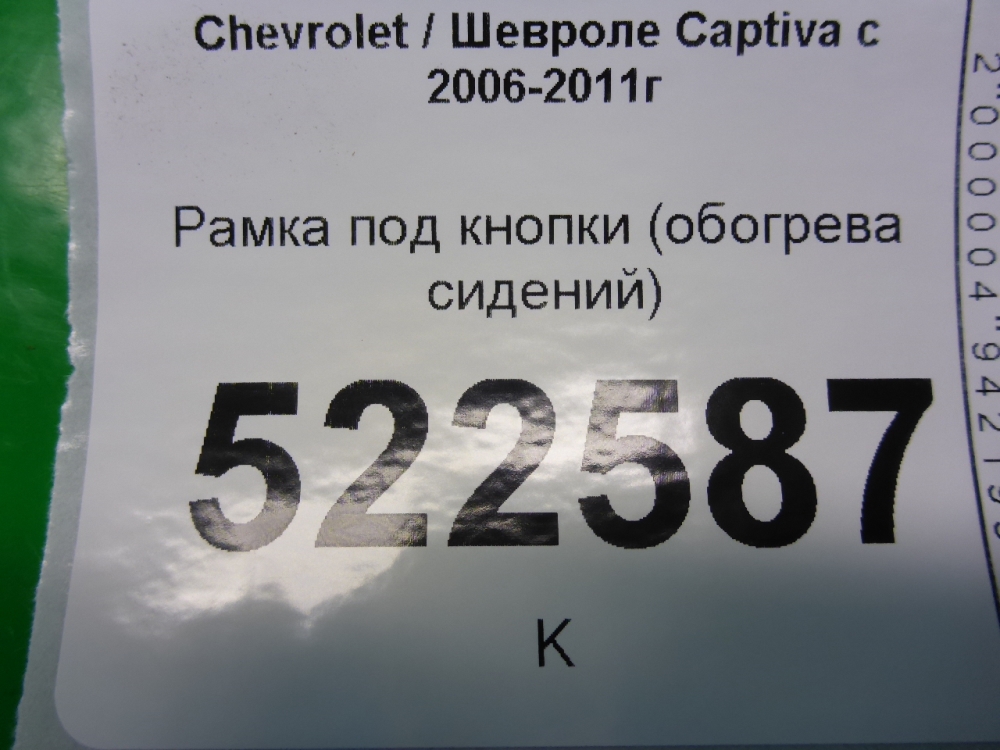 Chevrolet / Шевроле Captiva с
2006-2011г
Рамка под кнопки (обогрева
сидений)
522587
К